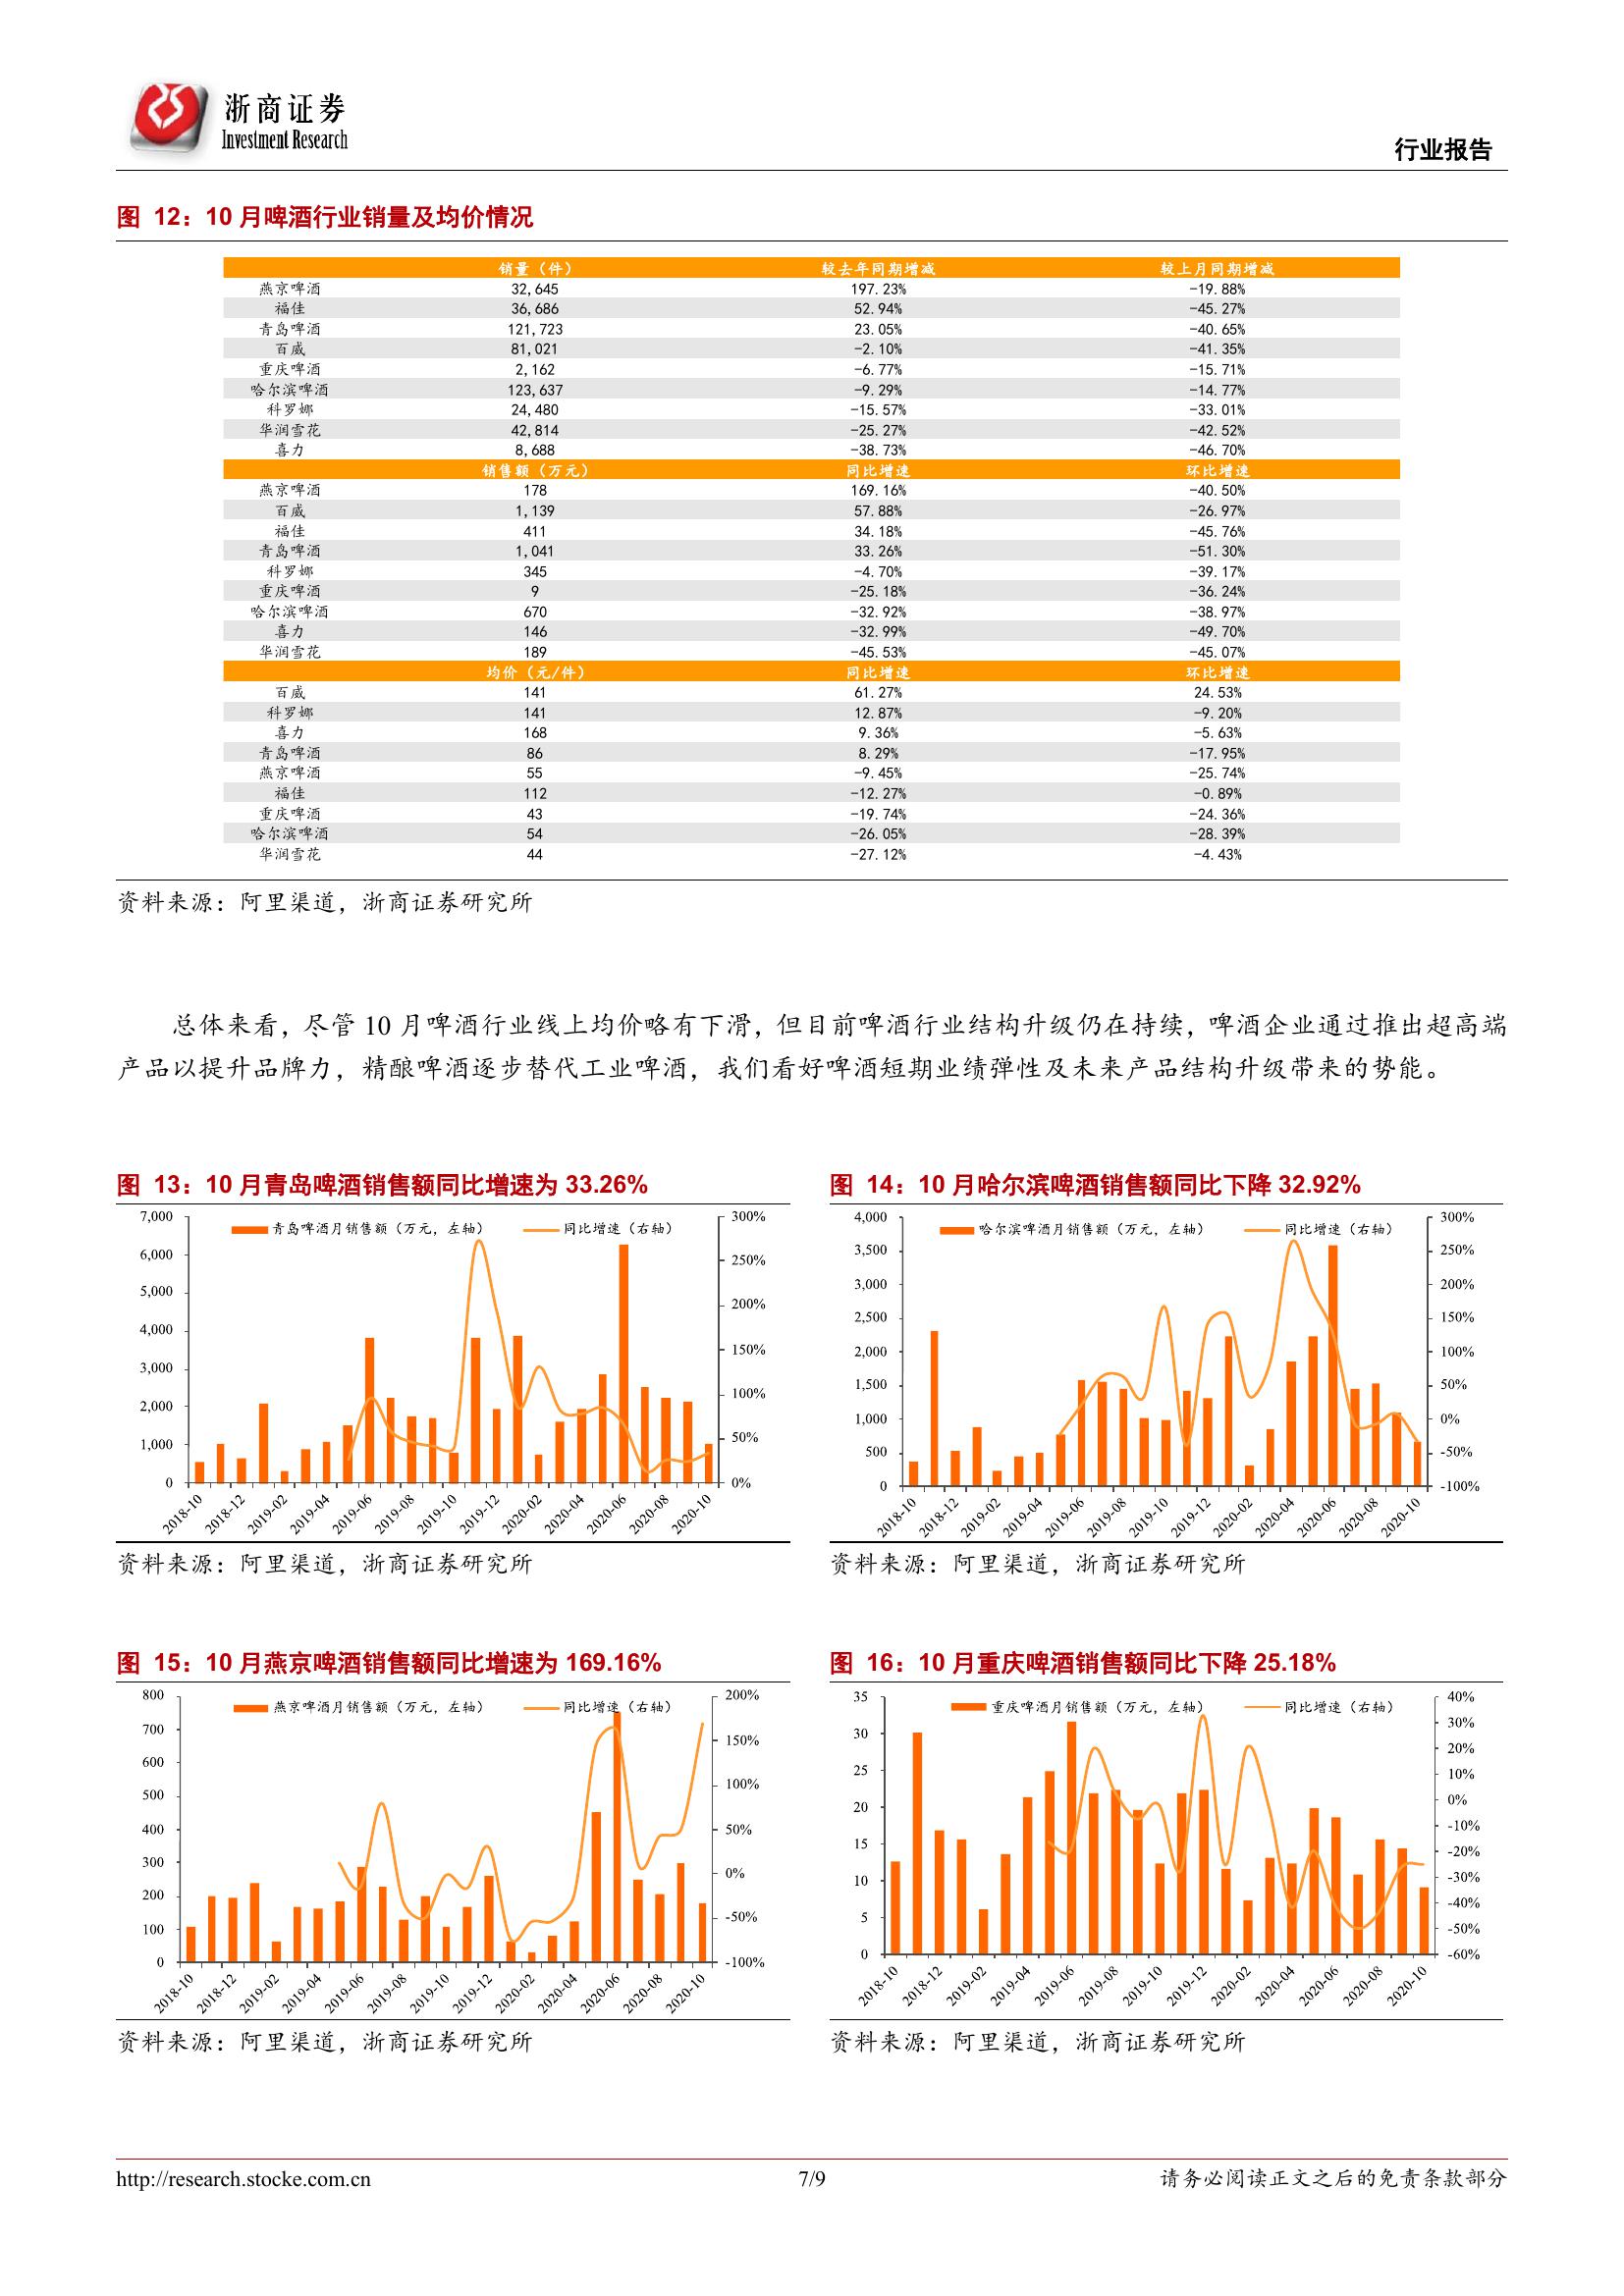 浙商证券
Investment Research
行业报告
图 12：10 月啤酒行业销量及均价情况
销量（件） 较去年同期增减 较上月同期增减
燕京啤酒 32,645 197.23% -19.88%
福佳 36,686 52.94% -45.27%
青岛啤酒 121,723 23.05% -40.65%
百威 81,021 -2.10% -41.35%
重庆啤酒 2,162 -6.77% -15.71%
哈尔滨啤酒 123,637 -9.29% -14.77%
科罗娜 24,480 -15.57% -33.01%
华润雪花 42,814 -25.27% -42.52%
喜力 8,688 -38.73% -46.70%
销售额（万元） 同比增速 环比增速
燕京啤酒 178 169.16% -40.50%
百威 1,139 57.88% -26.97%
福佳 411 34.18% -45.76%
青岛啤酒 1,041 33.26% -51.30%
科罗娜 345 -4.70% -39.17%
重庆啤酒 9 -25.18% -36.24%
哈尔滨啤酒 670 -32.92% -38.97%
喜力 146 -32.99% -49.70%
华润雪花 189 -45.53% -45.07%
均价（元/件） 同比增速 环比增速
百威 141 61.27% 24.53%
科罗娜 141 12.87% -9.20%
喜力 168 9.36% -5.63%
青岛啤酒 86 8.29% -17.95%
燕京啤酒 55 -9.45% -25.74%
福佳 112 -12.27% -0.89%
重庆啤酒 43 -19.74% -24.36%
哈尔滨啤酒 54 -26.05% -28.39%
华润雪花 44 -27.12% -4.43%
资料来源：阿里渠道，浙商证券研究所
总体来看，尽管 10 月啤酒行业线上均价略有下滑，但目前啤酒行业结构升级仍在持续，啤酒企业通过推出超高端
产品以提升品牌力，精酿啤酒逐步替代工业啤酒，我们看好啤酒短期业绩弹性及未来产品结构升级带来的势能。
图 13：10 月青岛啤酒销售额同比增速为 33.26%
青岛啤酒月销售额（万元，左轴） 同比增速（右轴）
7,000
6,000
5,000
4,000
3,000
2,000
1,000
0
300%
250%
200%
150%
100%
50%
0%
2018-10 2018-12 2019-02 2019-04 2019-06 2019-08 2019-10 2019-12 2020-02 2020-04 2020-06 2020-08 2020-10
资料来源：阿里渠道，浙商证券研究所
图 14：10 月哈尔滨啤酒销售额同比下降 32.92%
哈尔滨啤酒月销售额（万元，左轴） 同比增速（右轴）
4,000
3,500
3,000
2,500
2,000
1,500
1,000
500
0
300%
250%
200%
150%
100%
50%
0%
-50%
-100%
2018-10 2018-12 2019-02 2019-04 2019-06 2019-08 2019-10 2019-12 2020-02 2020-04 2020-06 2020-08 2020-10
资料来源：阿里渠道，浙商证券研究所
图 15：10 月燕京啤酒销售额同比增速为 169.16%
燕京啤酒月销售额（万元，左轴） 同比增速（右轴）
800
700
600
500
400
300
200
100
0
200%
150%
100%
50%
0%
-50%
-100%
2018-10 2018-12 2019-02 2019-04 2019-06 2019-08 2019-10 2019-12 2020-02 2020-04 2020-06 2020-08 2020-10
资料来源：阿里渠道，浙商证券研究所
图 16：10 月重庆啤酒销售额同比下降 25.18%
重庆啤酒月销售额（万元，左轴） 同比增速（右轴）
35
30
25
20
15
10
5
0
40%
30%
20%
10%
0%
-10%
-20%
-30%
-40%
-50%
-60%
2018-10 2018-12 2019-02 2019-04 2019-06 2019-08 2019-10 2019-12 2020-02 2020-04 2020-06 2020-08 2020-10
资料来源：阿里渠道，浙商证券研究所
http://research.stocke.com.cn 7/9 请务必阅读正文之后的免责条款部分